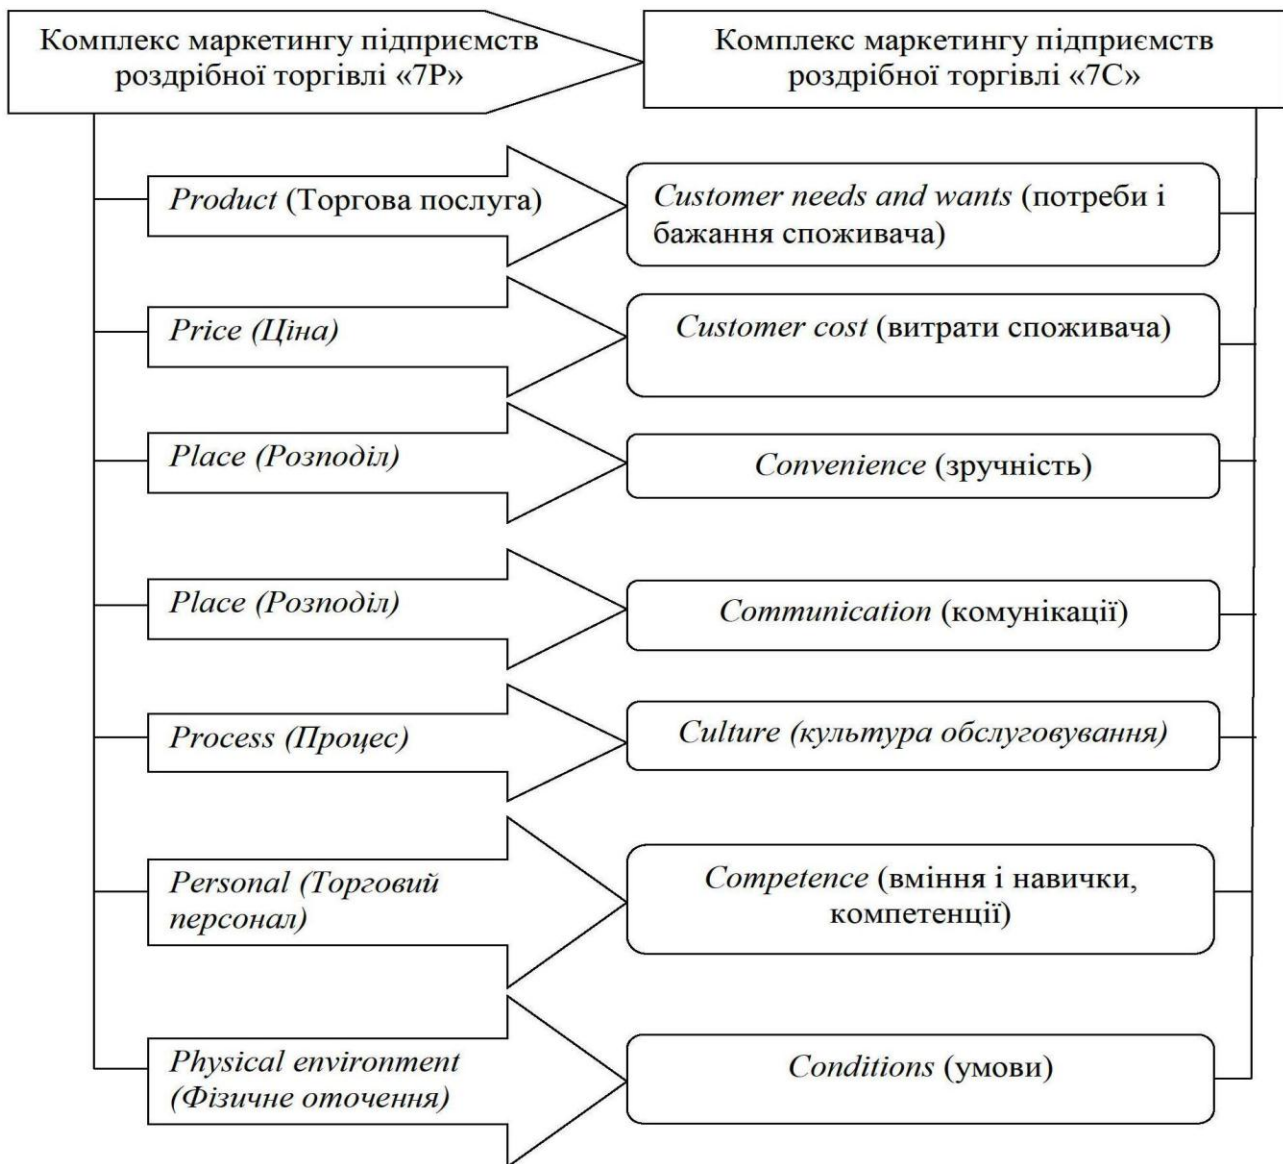 Комплекс маркетингу підприємств
роздрібної торгівлі «7Р»
Комплекс маркетингу підприємств
роздрібної торгівлі «7С»
Product (Торгова послуга)
Customer needs and wants (потреби і
бажання споживача)
Price (Ціна)
Customer cost (витрати споживача)
Place (Розподіл)
Convenience (зручність)
Place (Розподіл)
Communication (комунікації)
Process (Процес)
Culture (культура обслуговування)
Personal (Торговий
персонал)
Competence (вміння і навички,
компетенції)
Physical environment
(Фізичне оточення)
Conditions (умови)